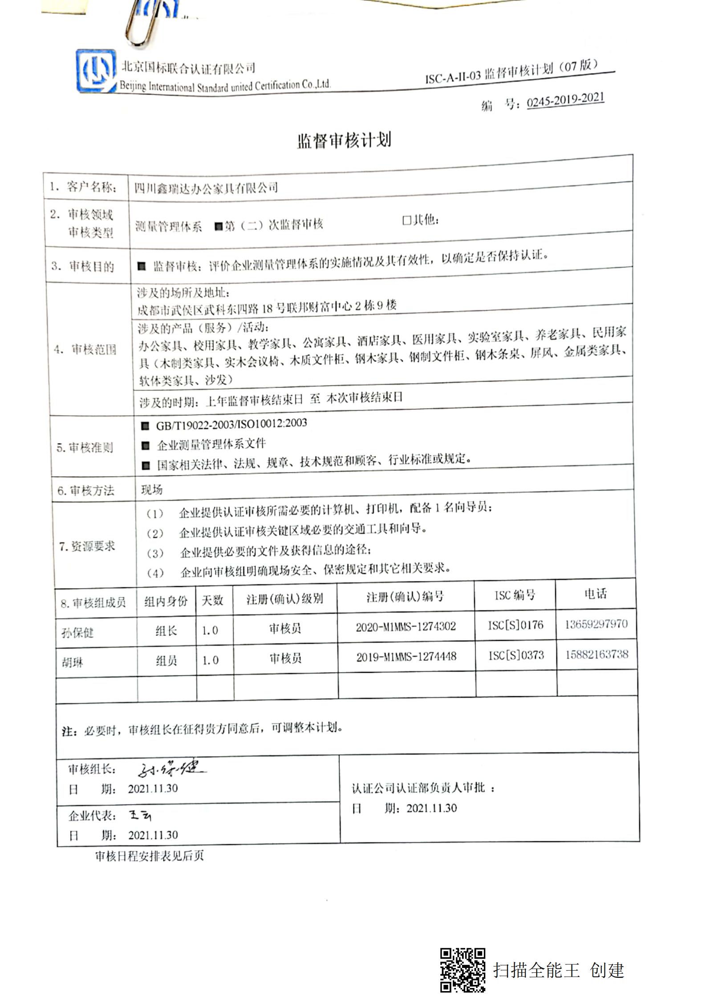 北京国标联合认证有限公司
Beijing International Standard united Certification Co.,Ltd.
ISC-A-II-03 监督审核计划（07 版）
编 号：0245-2019-2021
监督审核计划
1. 客户名称： 四川鑫瑞达办公家具有限公司
2. 审核领域
审核类型
测量管理体系 ■第（二）次监督审核 □其他：
3. 审核目的 ■ 监督审核：评价企业测量管理体系的实施情况及其有效性，以确定是否保持认证。
4. 审核范围
涉及的场所及地址：
成都市武侯区武科东四路 18 号联邦财富中心 2 栋 9 楼
涉及的产品（服务）/活动：
办公家具、校用家具、教学家具、公寓家具、酒店家具、医用家具、实验室家具、养老家具、民用家
具（木制类家具、实木会议椅、木质文件柜、钢木家具、钢制文件柜、钢木条桌、屏风、金属类家具、
软体类家具、沙发）
涉及的时期：上年监督审核结束日 至 本次审核结束日
5.审核准则
■ GB/T19022-2003/ISO10012:2003
■ 企业测量管理体系文件
■ 国家相关法律、法规、规章、技术规范和顾客、行业标准或规定。
6.审核方法 现场
7.资源要求
（1） 企业提供认证审核所需必要的计算机、打印机，配备 1 名向导员；
（2） 企业提供认证审核关键区域必要的交通工具和向导。
（3） 企业提供必要的文件及获得信息的途径；
（4） 企业向审核组明确现场安全、保密规定和其它相关要求。
8.审核组成员 组内身份 天数 注册(确认)级别 注册(确认)编号 ISC 编号 电话
孙保健 组长 1.0 审核员 2020-M1MMS-1274302 ISC[S]0176 13659297970
胡琳 组员 1.0 审核员 2019-M1MMS-1274448 ISC[S]0373 15882163738
注：必要时，审核组长在征得贵方同意后，可调整本计划。
审核组长： 孙保健
日 期： 2021.11.30
企业代表： 王云
日 期： 2021.11.30
认证公司认证部负责人审批 ：
日 期：2021.11.30
审核日程安排表见后页
扫描全能王 创建